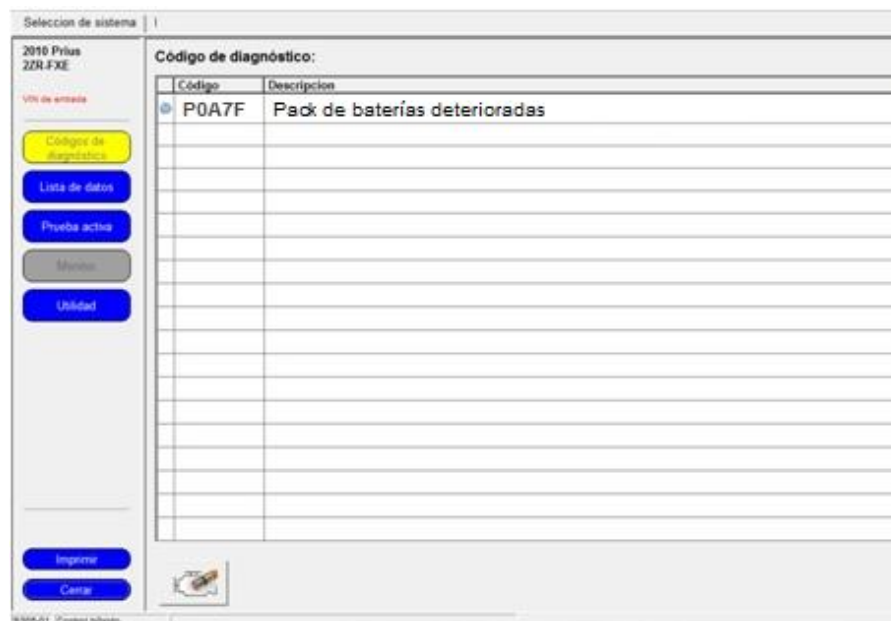 Seleccion de sistema
2010 Prius
2ZR-FXE
VIN de entrada
Códigos de
diagnóstico
Lista de datos
Prueba activa
Monitor
Utilidad
Imprimir
Cerrar
Código de diagnóstico:
Código Descripcion
P0A7F Pack de baterías deterioradas